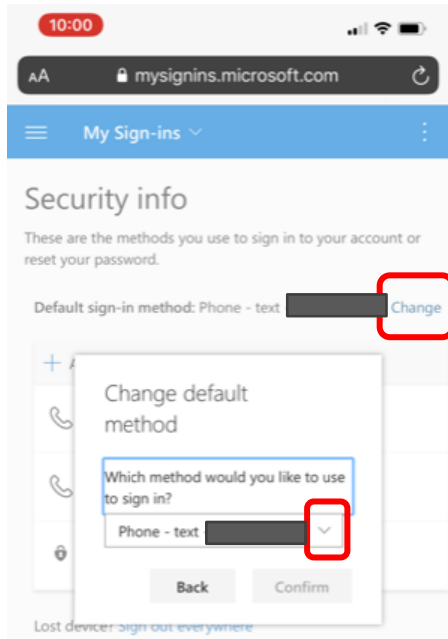 10:00
AA mysignins.microsoft.com
My Sign-ins
Security info
These are the methods you use to sign in to your account or
reset your password.
Default sign-in method: Phone - text Change
+
Change default
method
Which method would you like to use
to sign in?
Phone - text
Back Confirm
Lost device? Sign out everywhere